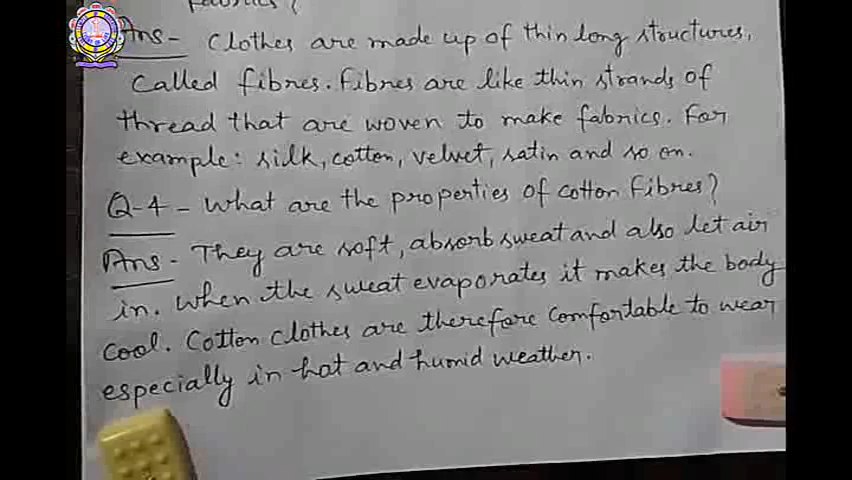 Fabrics?
Ans - Clothes are made up of thin long structures,
Called fibres. Fibres are like thin strands of
thread that are woven to make fabrics. For
example: silk, cotton, velvet, satin and so on.
Q-4 - What are the properties of cotton fibres?
Ans - They are soft, absorb sweat and also let air
in. When the sweat evaporates it makes the body
cool. Cotton clothes are therefore comfortable to wear
especially in hot and humid weather.